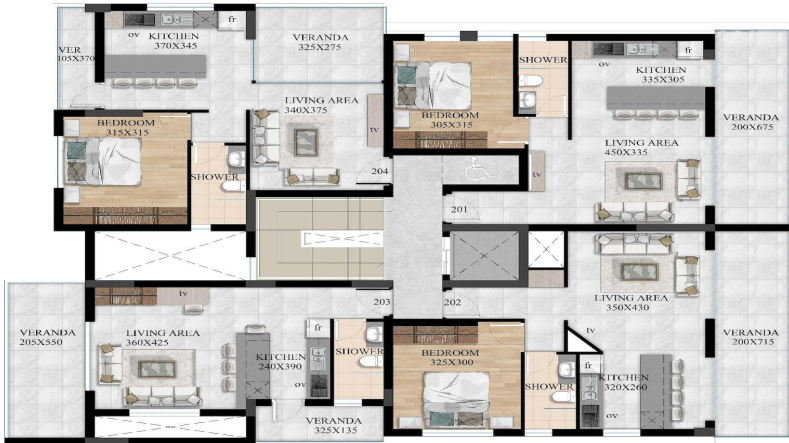 ov
KITCHEN
370X345
fr
VERANDA
325X275
VER
105X370
LIVING AREA
340X375
tv
BEDROOM
315X315
SHOWER
204
BEDROOM
305X315
SHOWER
ov
fr
KITCHEN
335X305
VERANDA
200X675
LIVING AREA
450X335
tv
201
VERANDA
205X550
tv
LIVING AREA
360X425
203
fr
KITCHEN
240X390
ov
SHOWER
VERANDA
325X135
202
BEDROOM
325X300
SHOWER
LIVING AREA
350X430
tv
fr
KITCHEN
320X260
ov
VERANDA
200X715